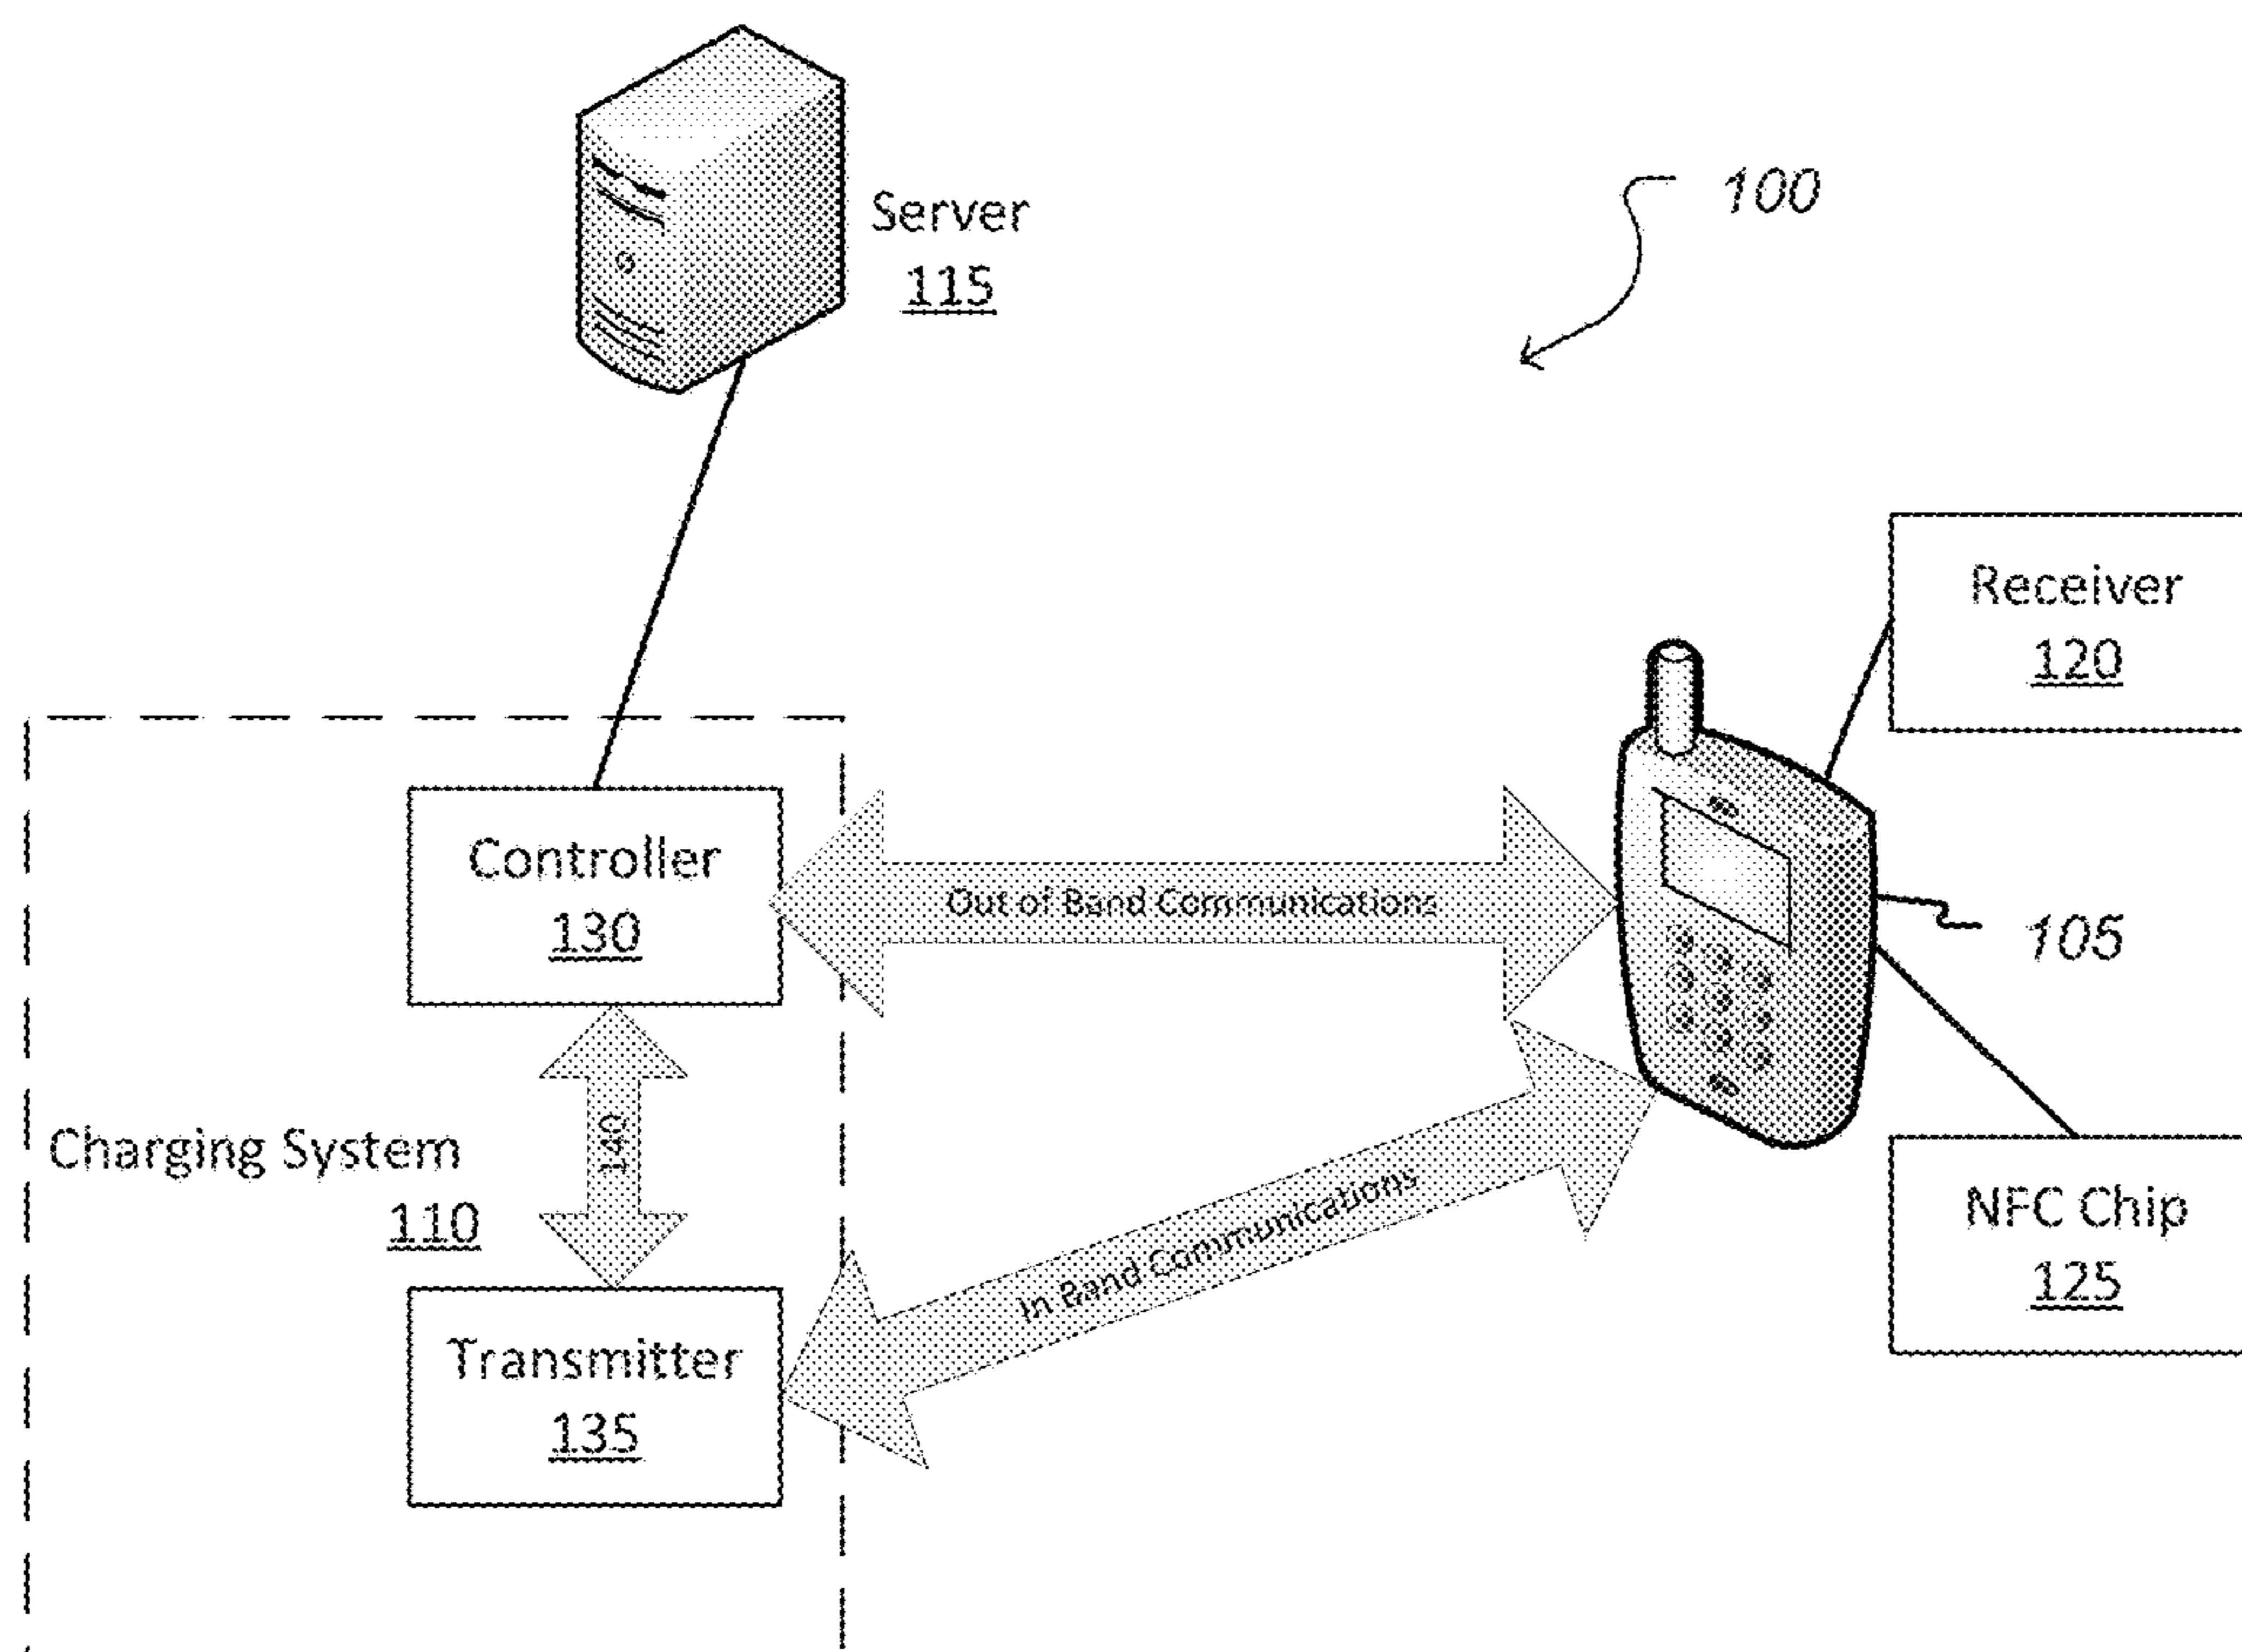 100
Server
115
Receiver
120
Controller
130
Out of Band Communications
105
140
Charging System
110
In Band Communications
NFC Chip
125
Transmitter
135